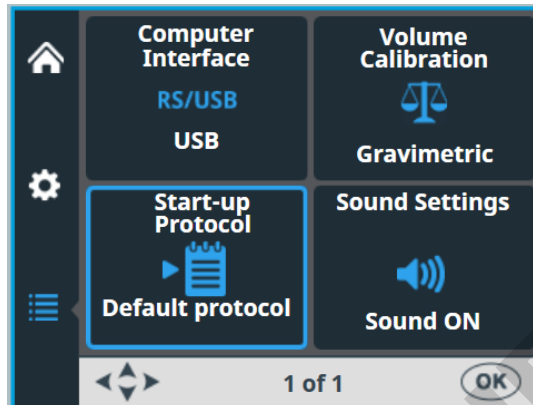 Computer
Interface
RS/USB
USB
Volume
Calibration
Gravimetric
Start-up
Protocol
Default protocol
Sound Settings
Sound ON
1 of 1
OK